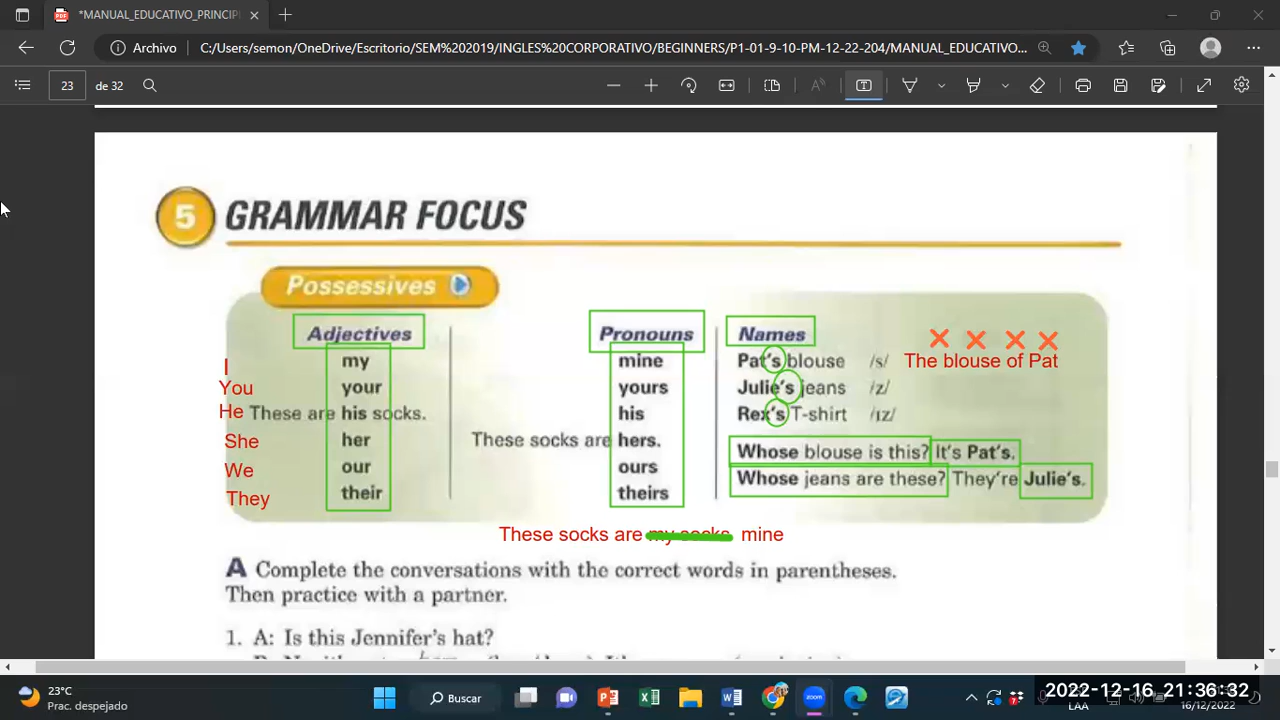 *MANUAL_EDUCATIVO_PRINCIPI
Archivo
C:/Users/semon/OneDrive/Escritorio/SEM%202019/INGLES%20CORPORATIVO/BEGINNERS/P1-01-9-10-PM-12-22-204/MANUAL_EDUCATIVO...
23 de 32
5 GRAMMAR FOCUS
Possessives
Adjectives Pronouns Names
I my mine Pat's blouse /s/ The blouse of Pat
You your yours Julie's jeans /z/
He These are his socks. his Rex's T-shirt /ɪz/
She her These socks are hers.
We our ours Whose blouse is this? It's Pat's.
They their theirs Whose jeans are these? They're Julie's.
These socks are my socks mine
A Complete the conversations with the correct words in parentheses.
Then practice with a partner.
1. A: Is this Jennifer's hat?
23°C
Prac. despejado
Buscar
2022-12-16 21:36:32
LAA
16/12/2022